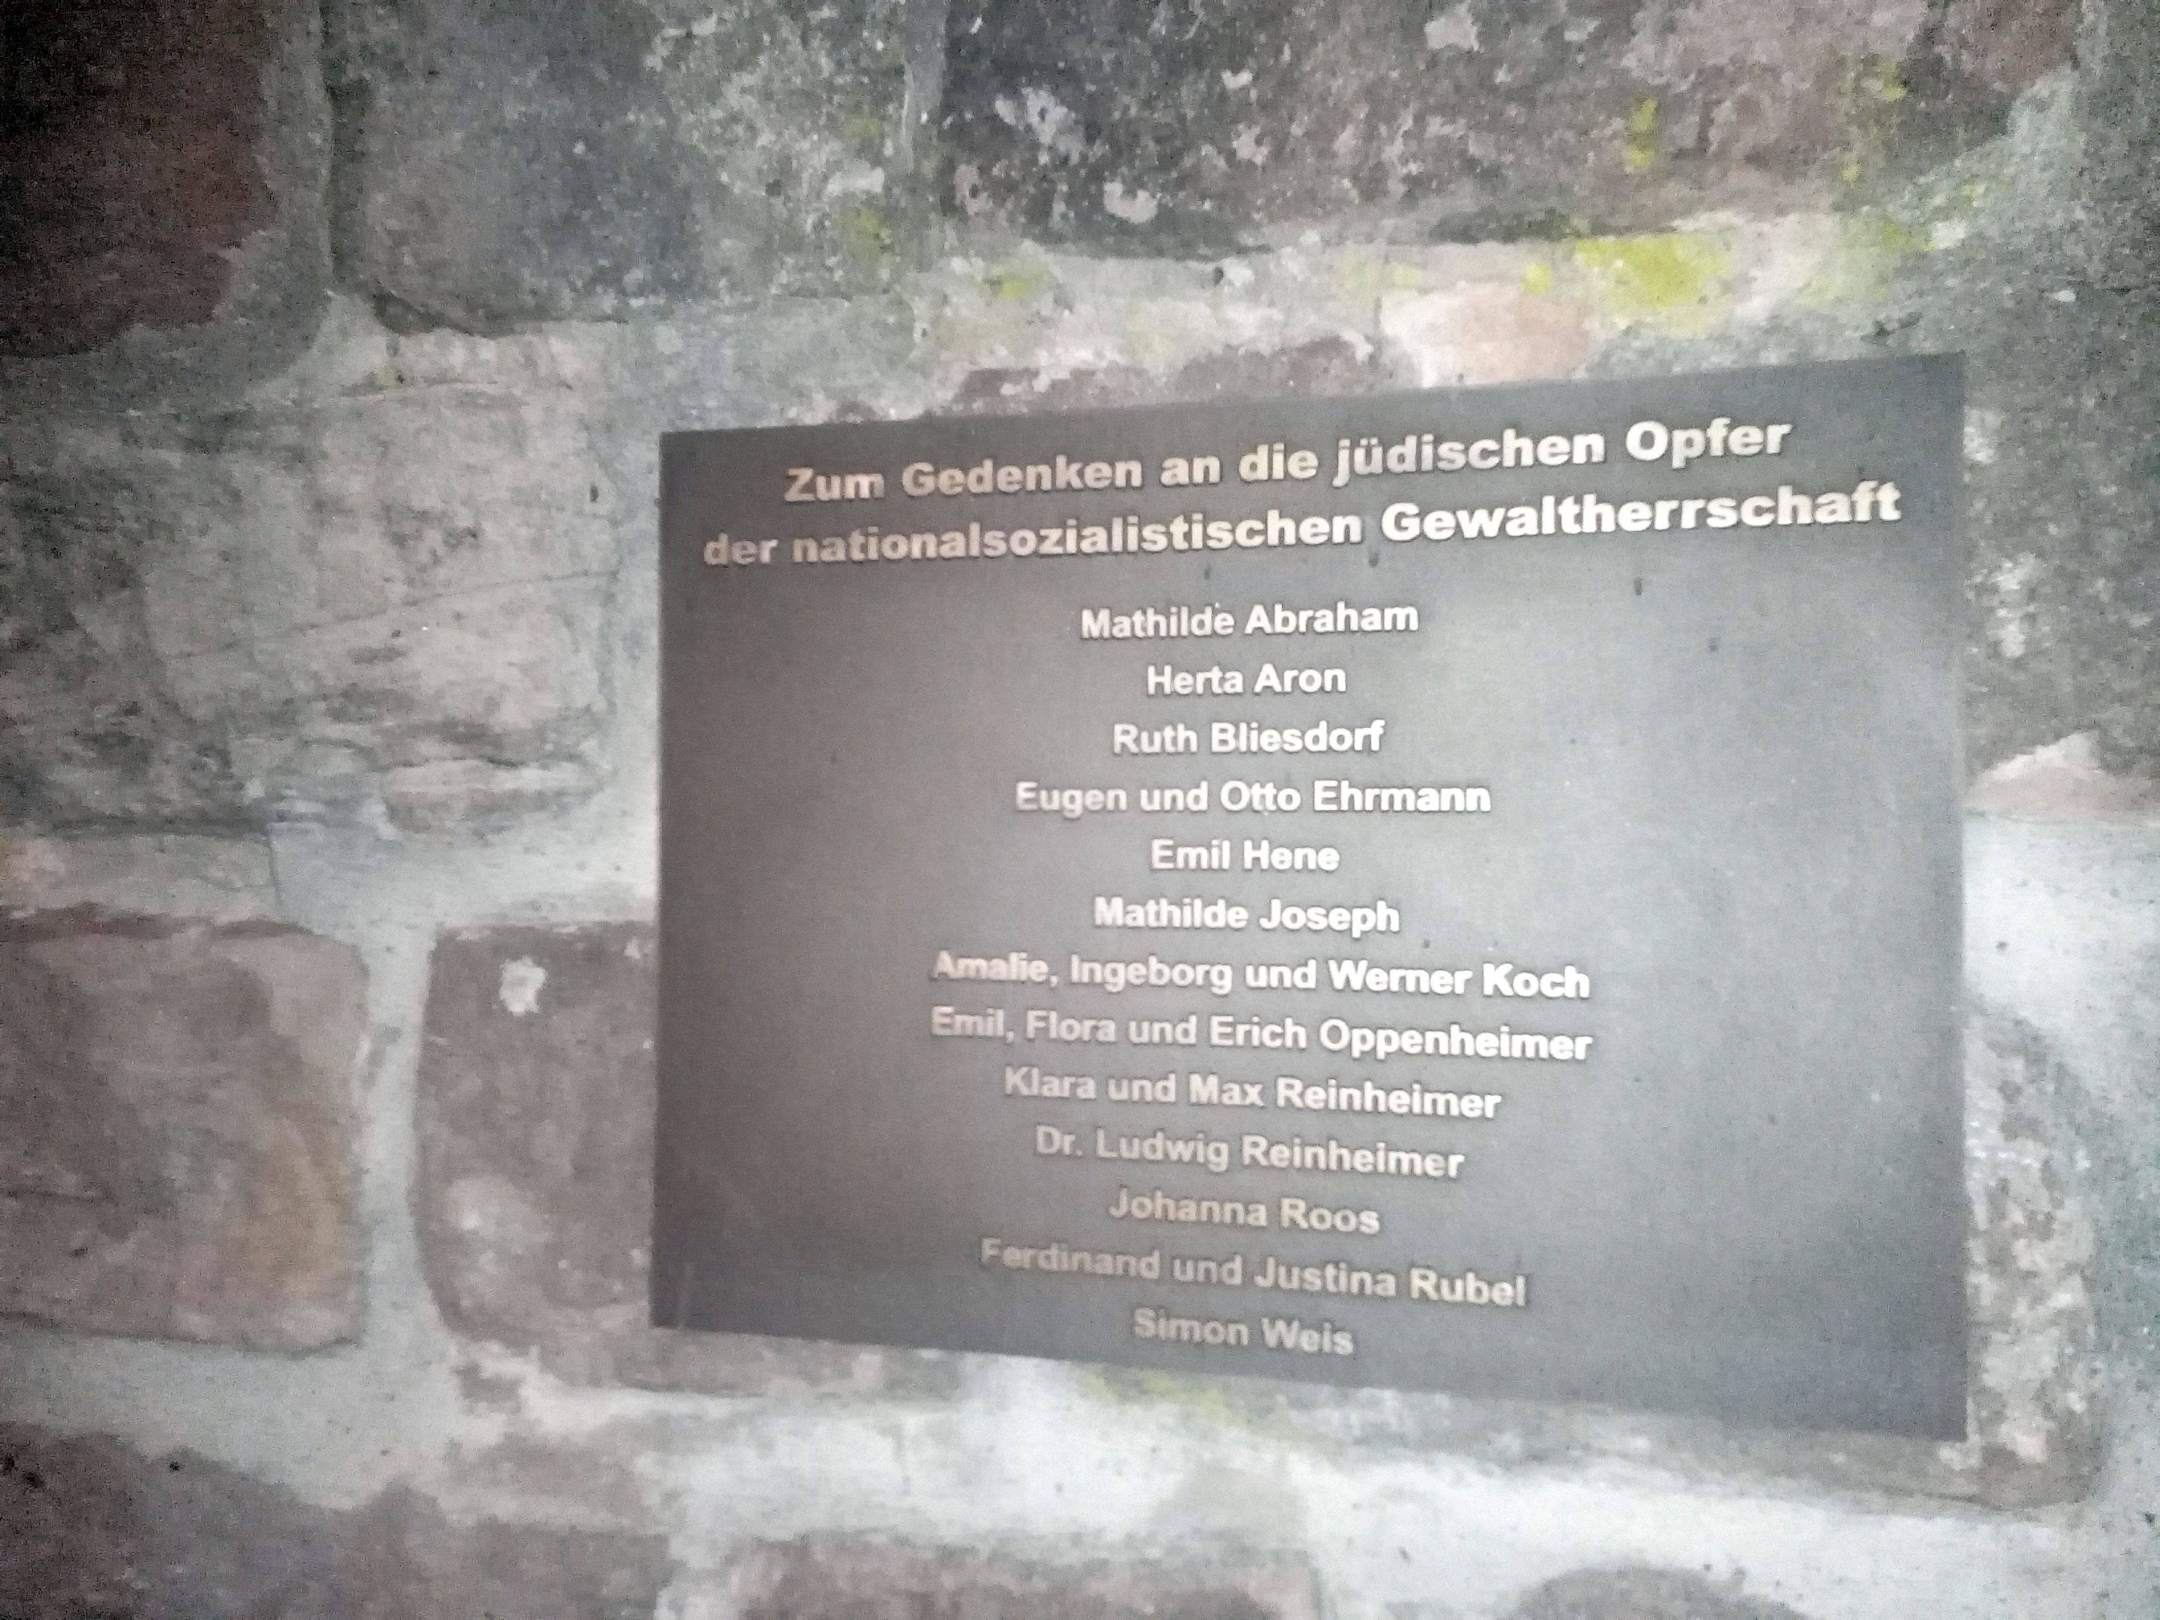 Zum Gedenken an die jüdischen Opfer
der nationalsozialistischen Gewaltherrschaft
Mathilde Abraham
Herta Aron
Ruth Bliesdorf
Eugen und Otto Ehrmann
Emil Hene
Mathilde Joseph
Amalie, Ingeborg und Werner Koch
Emil, Flora und Erich Oppenheimer
Klara und Max Reinheimer
Dr. Ludwig Reinheimer
Johanna Roos
Ferdinand und Justina Rubel
Simon Weis